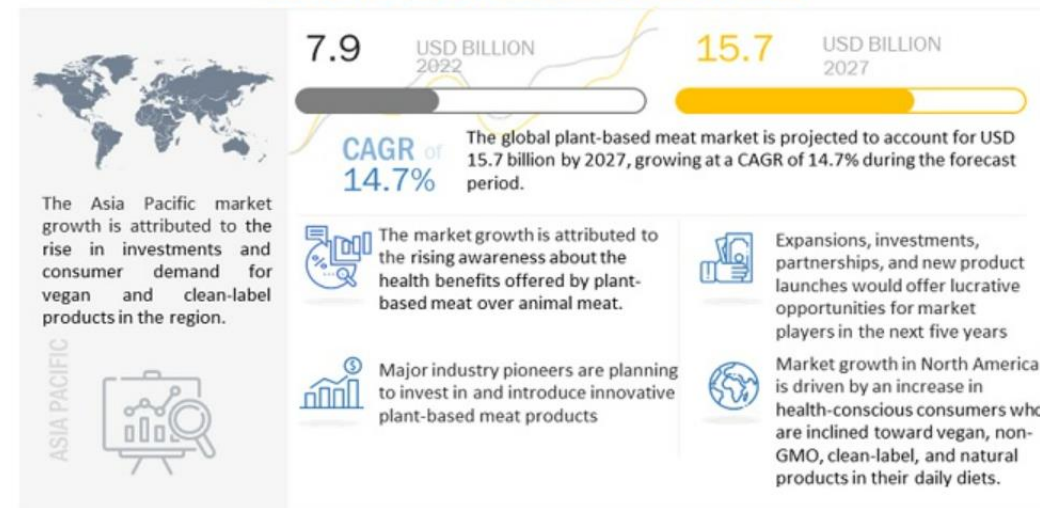 7.9
USD BILLION
2022
15.7
USD BILLION
2027
CAGR of
14.7%
The global plant-based meat market is projected to account for USD
15.7 billion by 2027, growing at a CAGR of 14.7% during the forecast
period.
The Asia Pacific market
growth is attributed to the
rise in investments and
consumer demand for
vegan and clean-label
products in the region.
ASIA PACIFIC
The market growth is attributed to
the rising awareness about the
health benefits offered by plant-
based meat over animal meat.
Expansions, investments,
partnerships, and new product
launches would offer lucrative
opportunities for market
players in the next five years
Major industry pioneers are planning
to invest in and introduce innovative
plant-based meat products
Market growth in North America
is driven by an increase in
health-conscious consumers who
are inclined toward vegan, non-
GMO, clean-label, and natural
products in their daily diets.